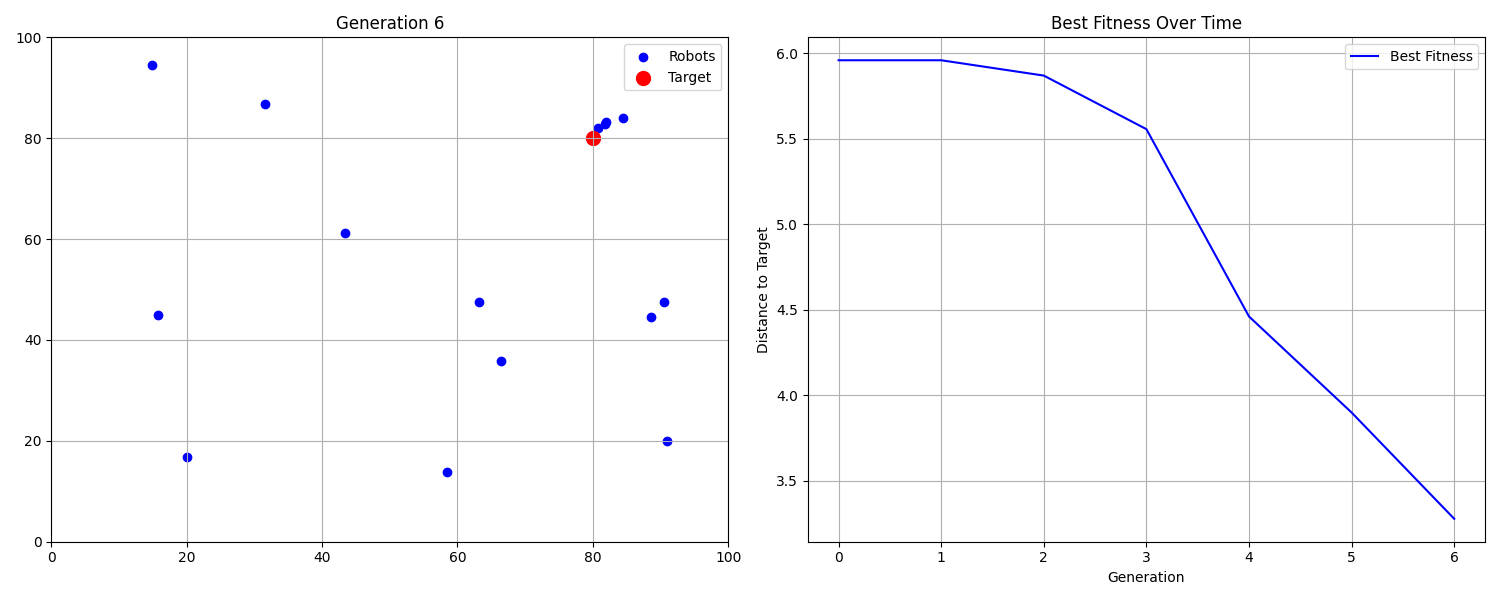 Generation 6
100
80
60
40
20
0
0 20 40 60 80 100
Robots
Target
Best Fitness Over Time
Distance to Target
6.0
5.5
5.0
4.5
4.0
3.5
0 1 2 3 4 5 6
Generation
Best Fitness